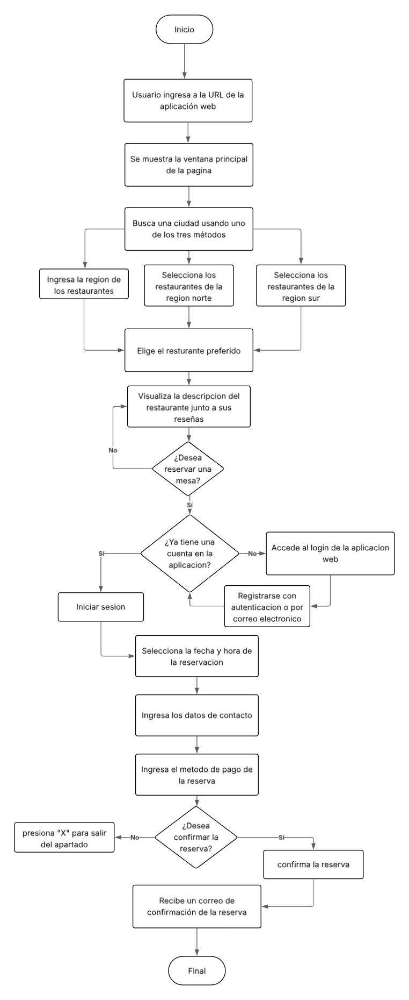 Inicio
Usuario ingresa a la URL de la
aplicación web
Se muestra la ventana principal
de la pagina
Busca una ciudad usando uno
de los tres métodos
Ingresa la region de
los restaurantes
Selecciona los
restaurantes de la
region norte
Selecciona los
restaurantes de la
region sur
Elige el resturante preferido
Visualiza la descripcion del
restaurante junto a sus
reseñas
No
¿Desea
reservar una
mesa?
Sí
¿Ya tiene una
cuenta en la
aplicacion?
Sí
No
Accede al login de la aplicacion
web
Registrarse con
autenticacion o por
correo electronico
Iniciar sesion
Selecciona la fecha y hora de
la reservacion
Ingresa los datos de contacto
Ingresa el metodo de pago de
la reserva
¿Desea
confirmar la
reserva?
No
presiona "X" para salir
del apartado
Sí
confirma la reserva
Recibe un correo de
confirmación de la reserva
Final